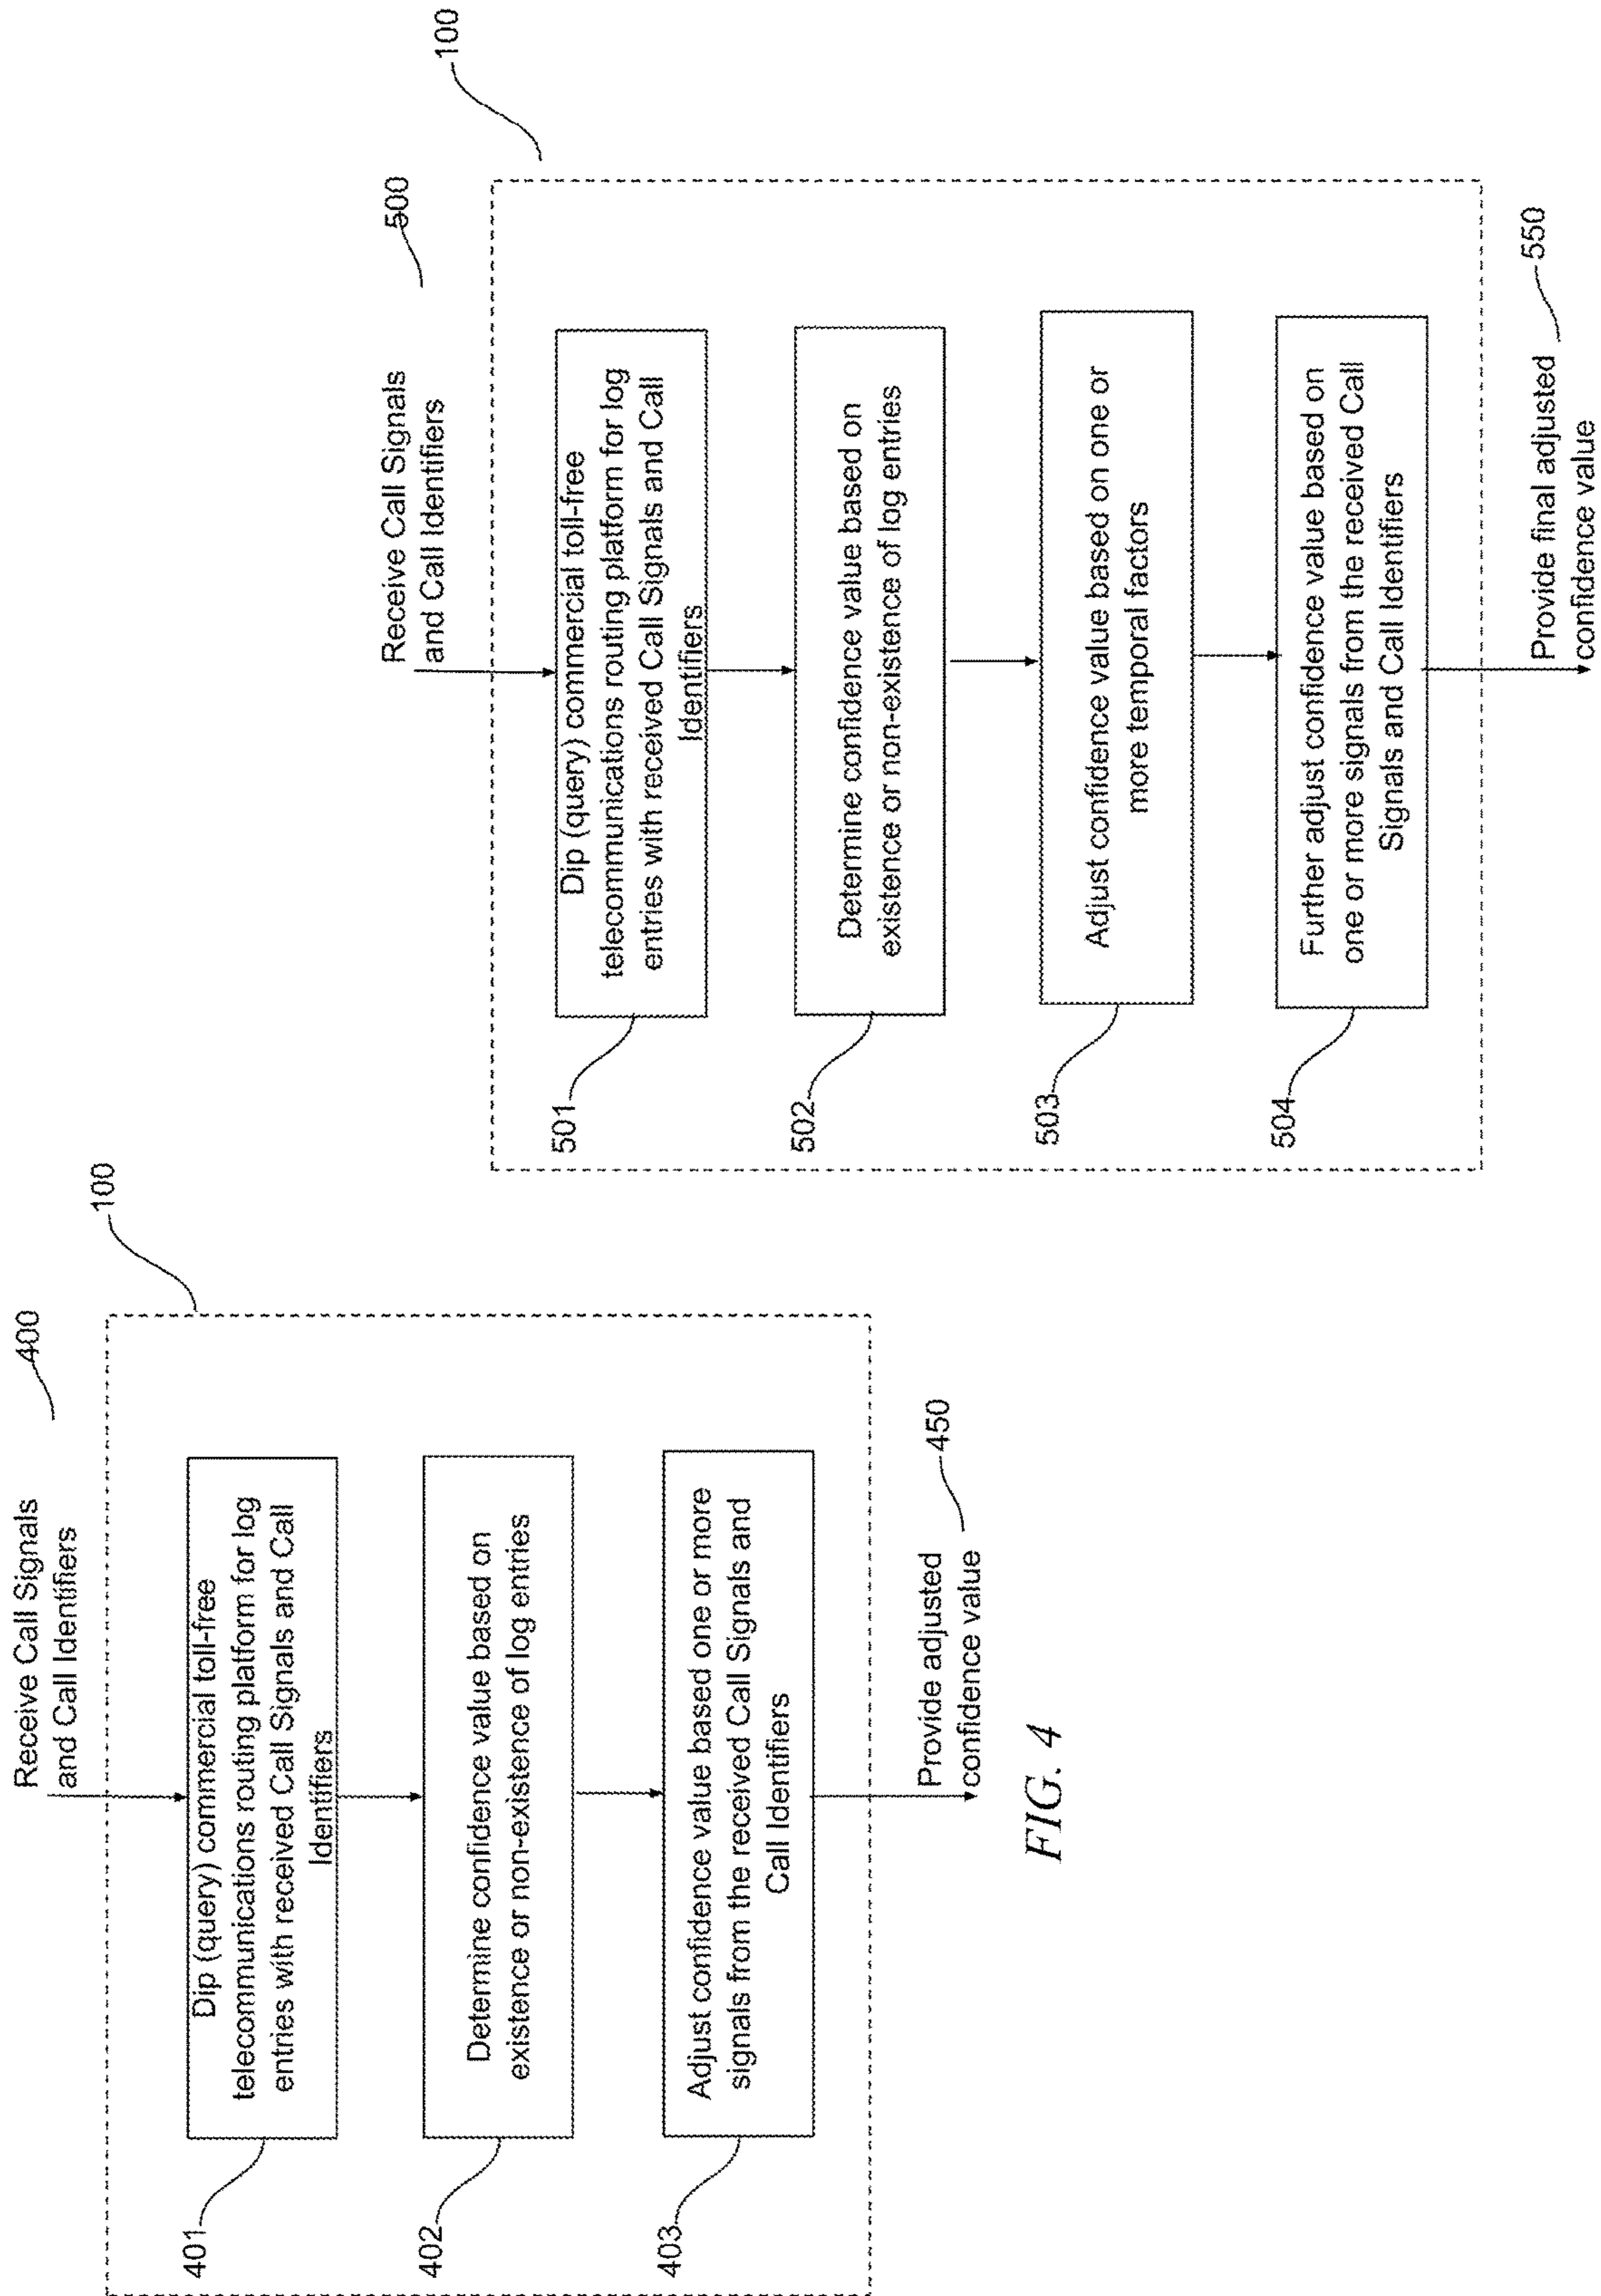 400
Receive Call Signals
and Call Identifiers
100
401
Dip (query) commercial toll-free
telecommunications routing platform for log
entries with received Call Signals and Call
Identifiers
402
Determine confidence value based on
existence or non-existence of log entries
403
Adjust confidence value based one or more
signals from the received Call Signals and
Call Identifiers
Provide adjusted
confidence value
450
FIG. 4
500
Receive Call Signals
and Call Identifiers
100
501
Dip (query) commercial toll-free
telecommunications routing platform for log
entries with received Call Signals and Call
Identifiers
502
Determine confidence value based on
existence or non-existence of log entries
503
Adjust confidence value based on one or
more temporal factors
504
Further adjust confidence value based on
one or more signals from the received Call
Signals and Call Identifiers
Provide final adjusted
confidence value
550